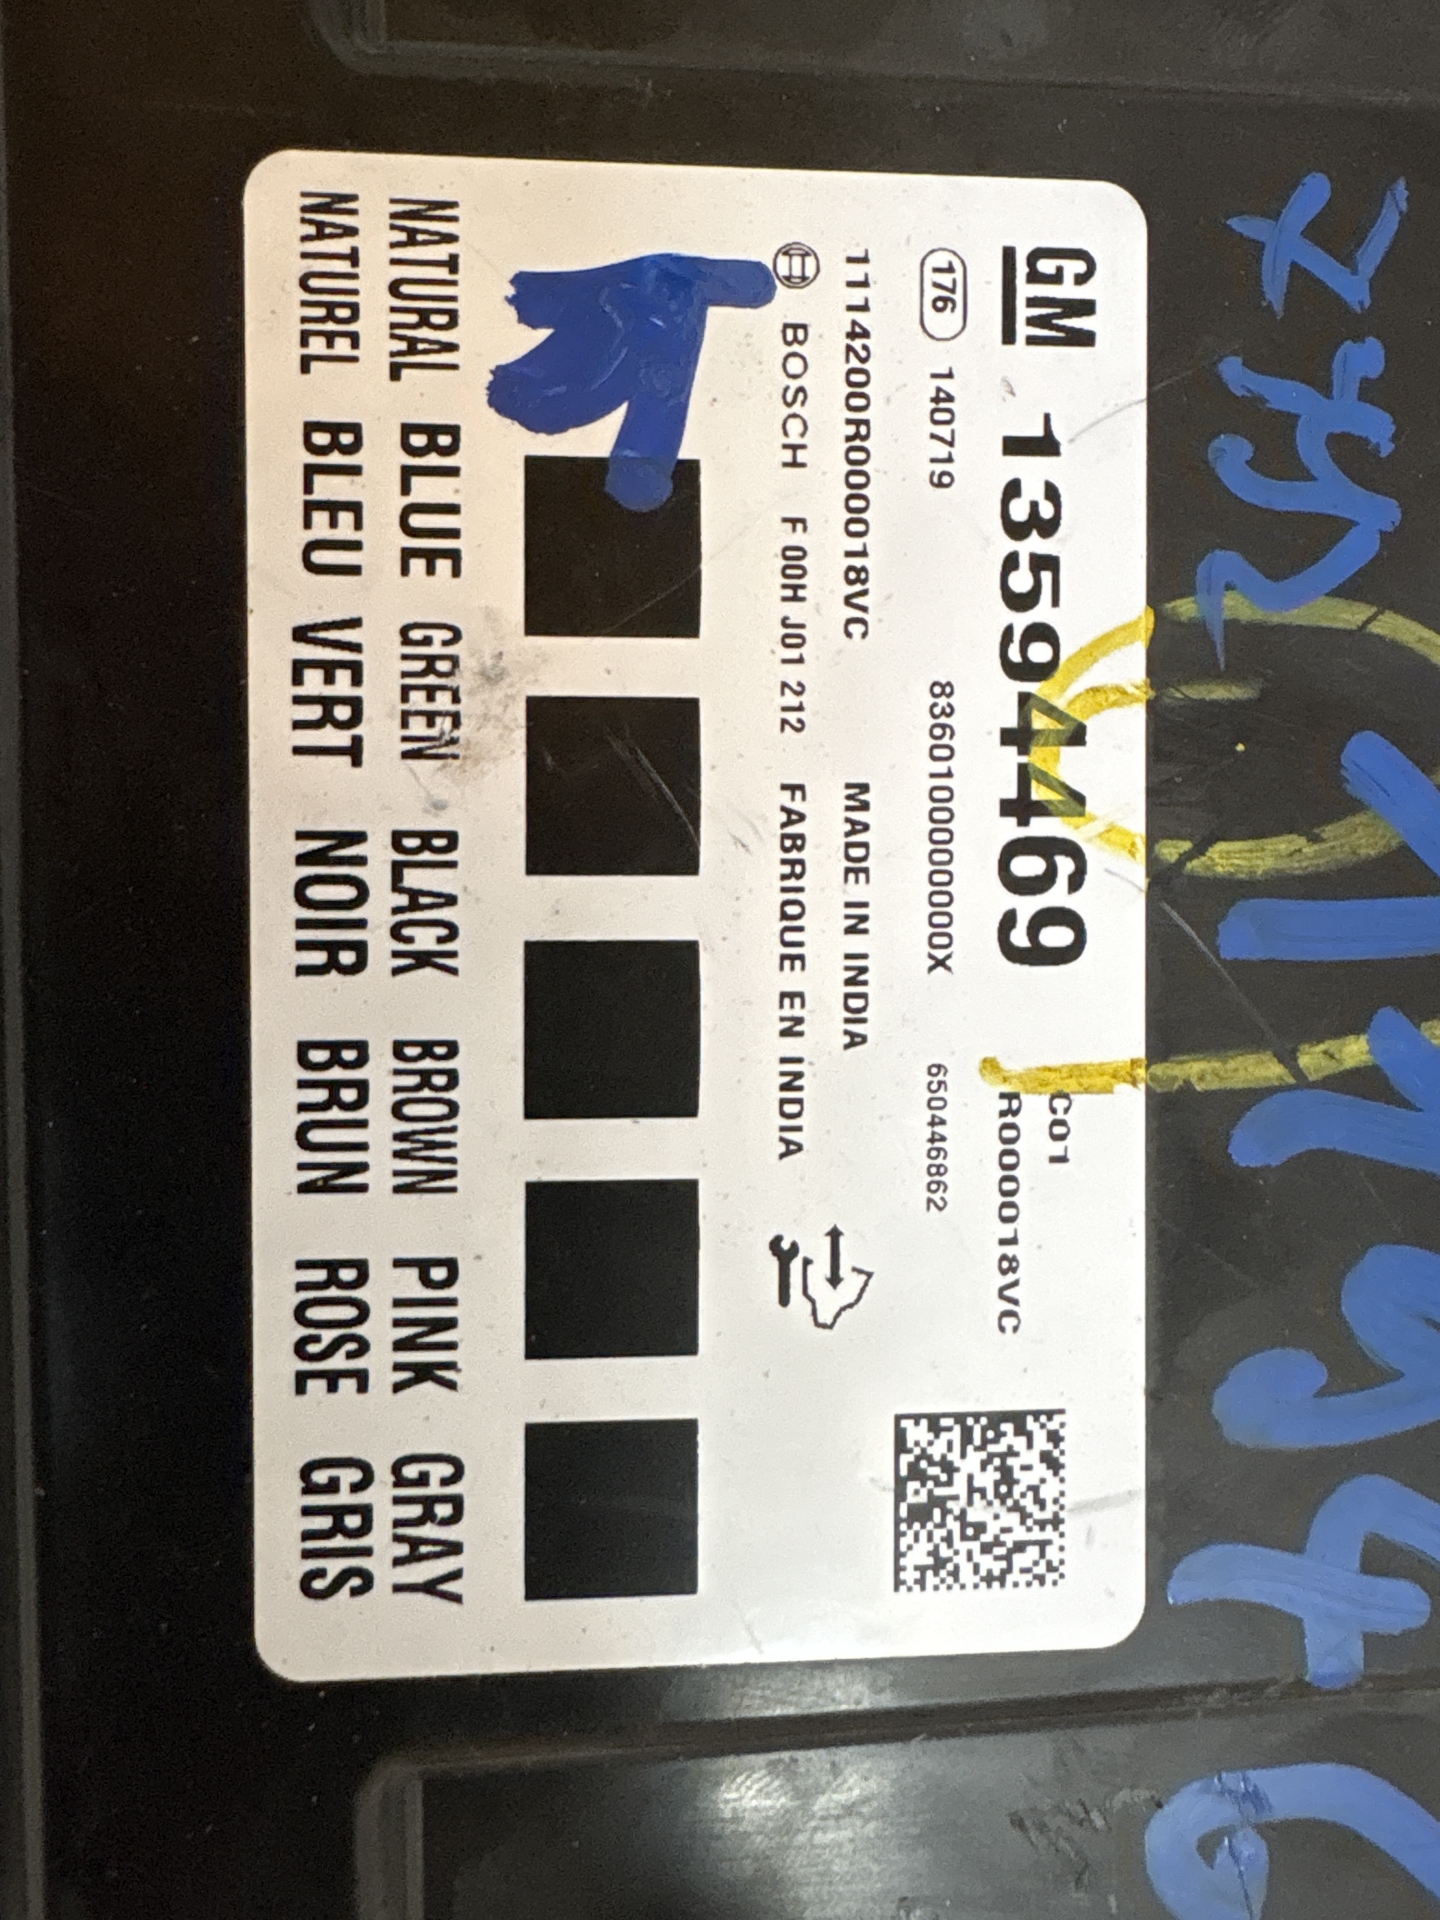 GM 13594469
C01
R000018VC
176 140719 83601000000000X 650446862
1114200R000018VC MADE IN INDIA
BOSCH F 00H J01 212 FABRIQUE EN INDIA
NATURAL BLUE GREEN BLACK BROWN PINK GRAY
NATUREL BLEU VERT NOIR BRUN ROSE GRIS